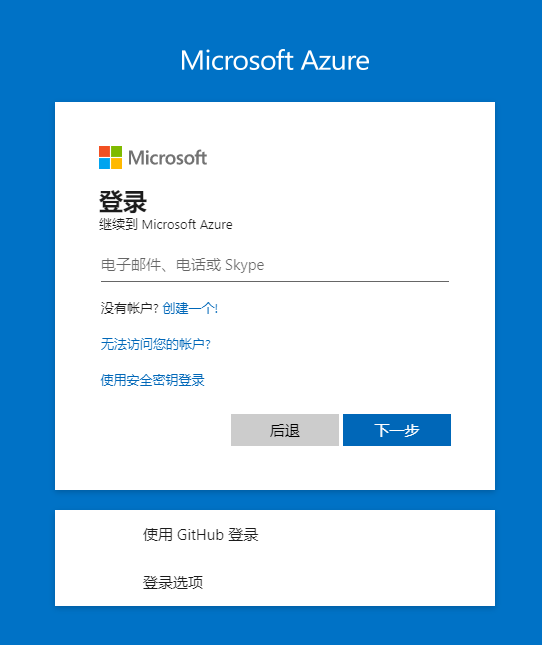 Microsoft Azure
Microsoft
登录
继续到 Microsoft Azure
电子邮件、电话或 Skype
没有帐户? 创建一个!
无法访问您的帐户?
使用安全密钥登录
后退
下一步
使用 GitHub 登录
登录选项